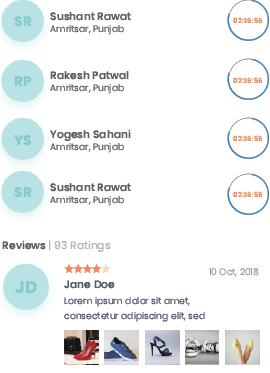 SR
Sushant Rawat
Amritsar, Punjab
02:36:56
RP
Rakesh Patwal
Amritsar, Punjab
02:36:56
YS
Yogesh Sahani
Amritsar, Punjab
02:36:56
SR
Sushant Rawat
Amritsar, Punjab
02:36:56
Reviews | 93 Ratings
JD
10 Oct, 2018
Jane Doe
Lorem ipsum dolor sit amet,
consectetur adipiscing elit, sed